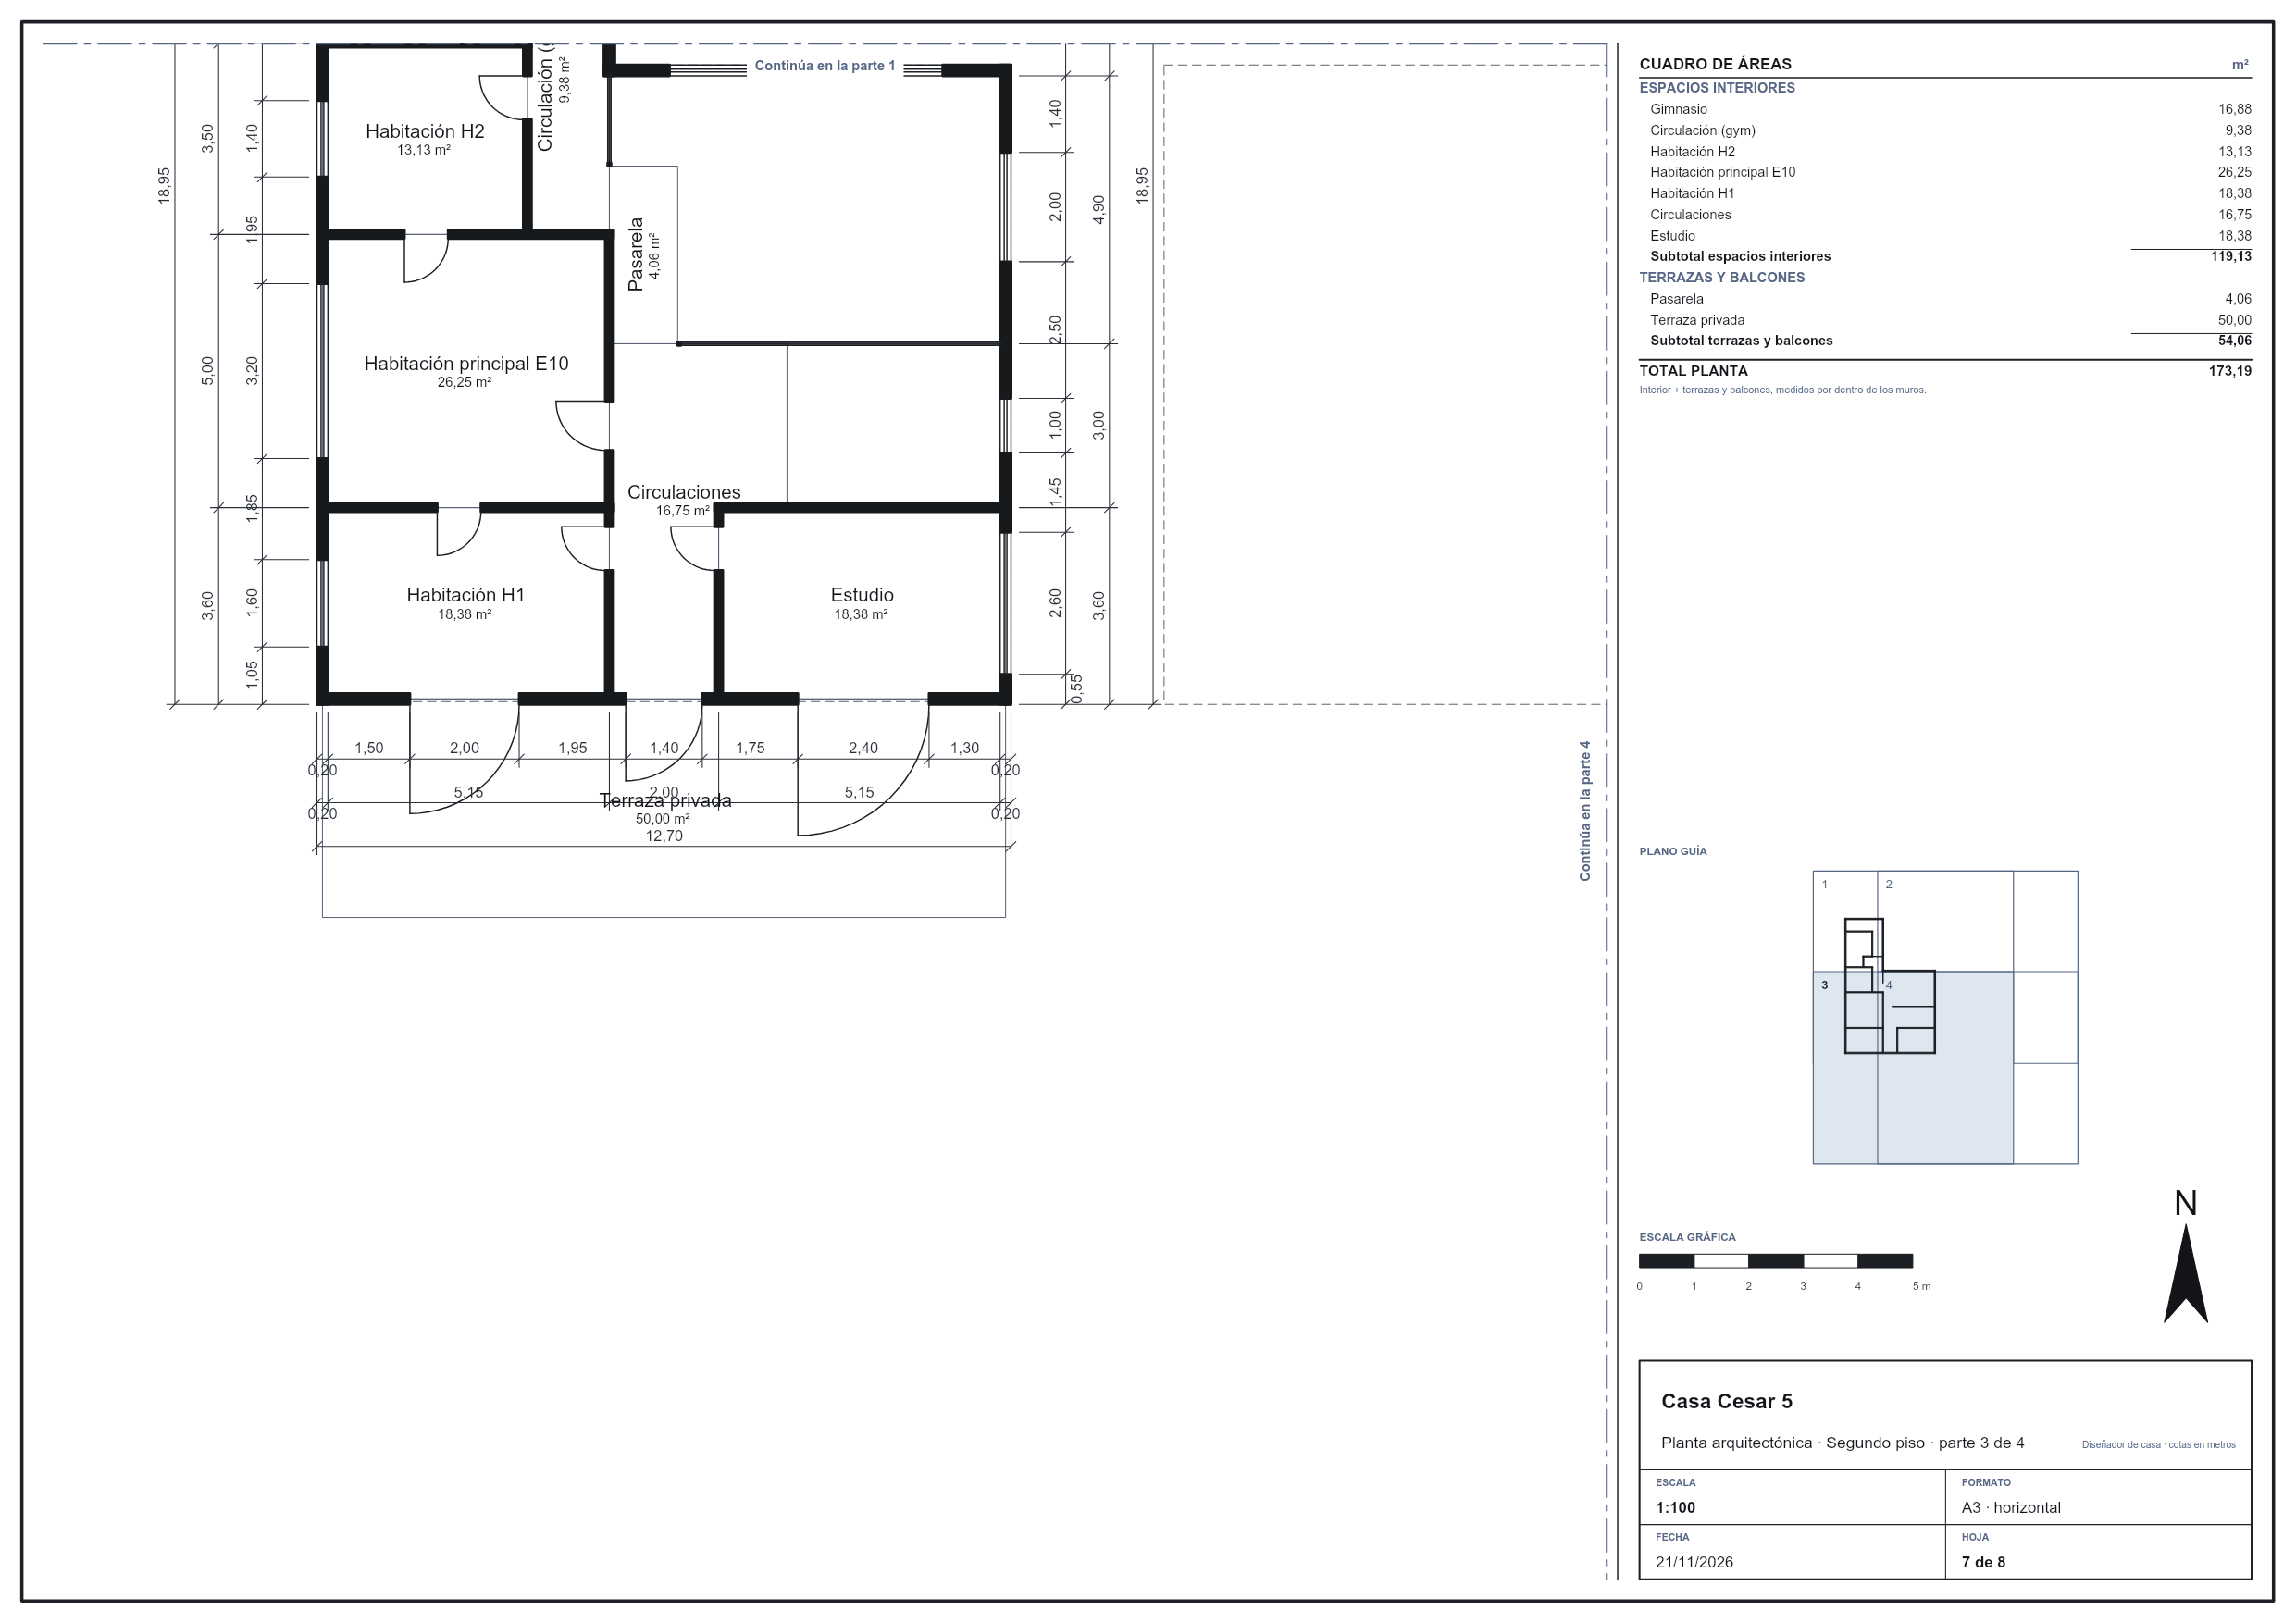 Continúa en la parte 1
Circulación (
9,38 m²
Habitación H2
13,13 m²
Pasarela
4,06 m²
Habitación principal E10
26,25 m²
Circulaciones
16,75 m²
Habitación H1
18,38 m²
Estudio
18,38 m²
18,95
3,50
5,00
3,60
1,40
1,95
3,20
1,85
1,60
1,05
1,40
2,00
2,50
1,00
1,45
2,60
0,55
4,90
3,00
3,60
18,95
1,50 2,00 1,95 1,40 1,75 2,40 1,30
0,20 0,20
5,15 2,00 5,15
Terraza privada
0,20 0,20
50,00 m²
12,70
Continúa en la parte 4
CUADRO DE ÁREAS m²
ESPACIOS INTERIORES
Gimnasio 16,88
Circulación (gym) 9,38
Habitación H2 13,13
Habitación principal E10 26,25
Habitación H1 18,38
Circulaciones 16,75
Estudio 18,38
Subtotal espacios interiores 119,13
TERRAZAS Y BALCONES
Pasarela 4,06
Terraza privada 50,00
Subtotal terrazas y balcones 54,06
TOTAL PLANTA 173,19
Interior + terrazas y balcones, medidos por dentro de los muros.
PLANO GUÍA
1 2
3 4
N
ESCALA GRÁFICA
0 1 2 3 4 5 m
Casa Cesar 5
Planta arquitectónica · Segundo piso · parte 3 de 4
Diseñador de casa · cotas en metros
ESCALA
1:100
FORMATO
A3 · horizontal
FECHA
21/11/2026
HOJA
7 de 8